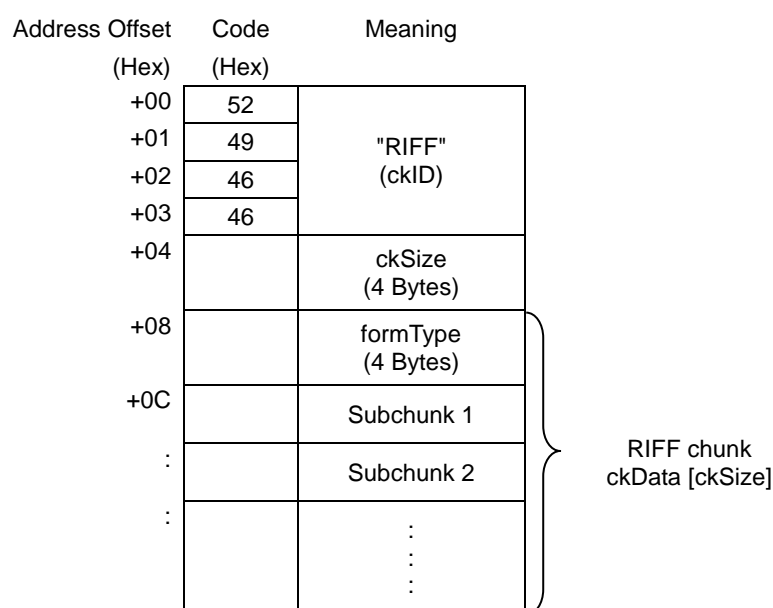 Address Offset Code Meaning
(Hex) (Hex)
+00 52
+01 49
+02 46
+03 46
"RIFF"
(ckID)
+04
ckSize
(4 Bytes)
+08
formType
(4 Bytes)
+0C
Subchunk 1
:
Subchunk 2
:
:
:
:
RIFF chunk
ckData [ckSize]